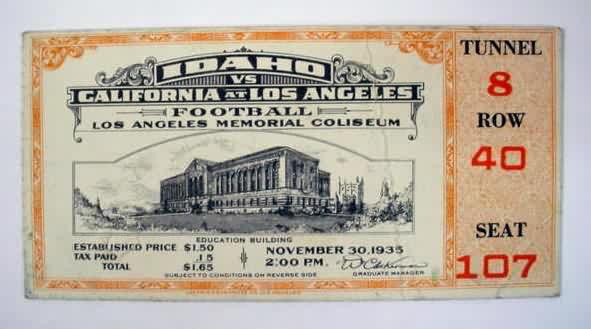 IDAHO
VS
CALIFORNIA AT LOS ANGELES
FOOTBALL
LOS ANGELES MEMORIAL COLISEUM
EDUCATION BUILDING
ESTABLISHED PRICE $1.50
TAX PAID .15
TOTAL $1.65
NOVEMBER 30, 1935
2:00 P.M.
GRADUATE MANAGER
SUBJECT TO CONDITIONS ON REVERSE SIDE
TUNNEL
8
ROW
40
SEAT
107